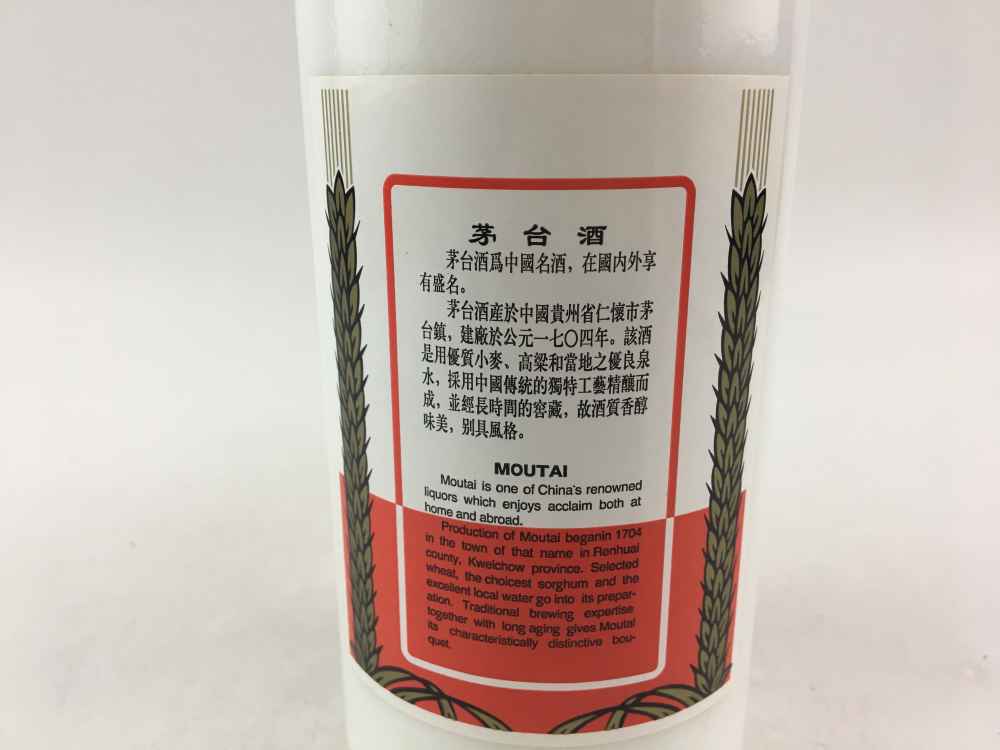 茅台酒
茅台酒爲中國名酒，在國内外享
有盛名。
茅台酒産於中國貴州省仁懷市茅
台鎮，建廠於公元一七〇四年。該酒
是用優質小麥、高粱和當地之優良泉
水，採用中國傳統的獨特工藝精釀而
成，並經長時間的窖藏，故酒質香醇
味美，别具風格。
MOUTAI
Moutai is one of China's renowned
liquors which enjoys acclaim both at
home and abroad.
Production of Moutai beganin 1704
in the town of that name in Renhuai
county, Kweichow province. Selected
wheat, the choicest sorghum and the
excellent local water go into its prepar-
ation. Traditional brewing expertise
together with long aging gives Moutai
its characteristically distinctive bou-
quet.